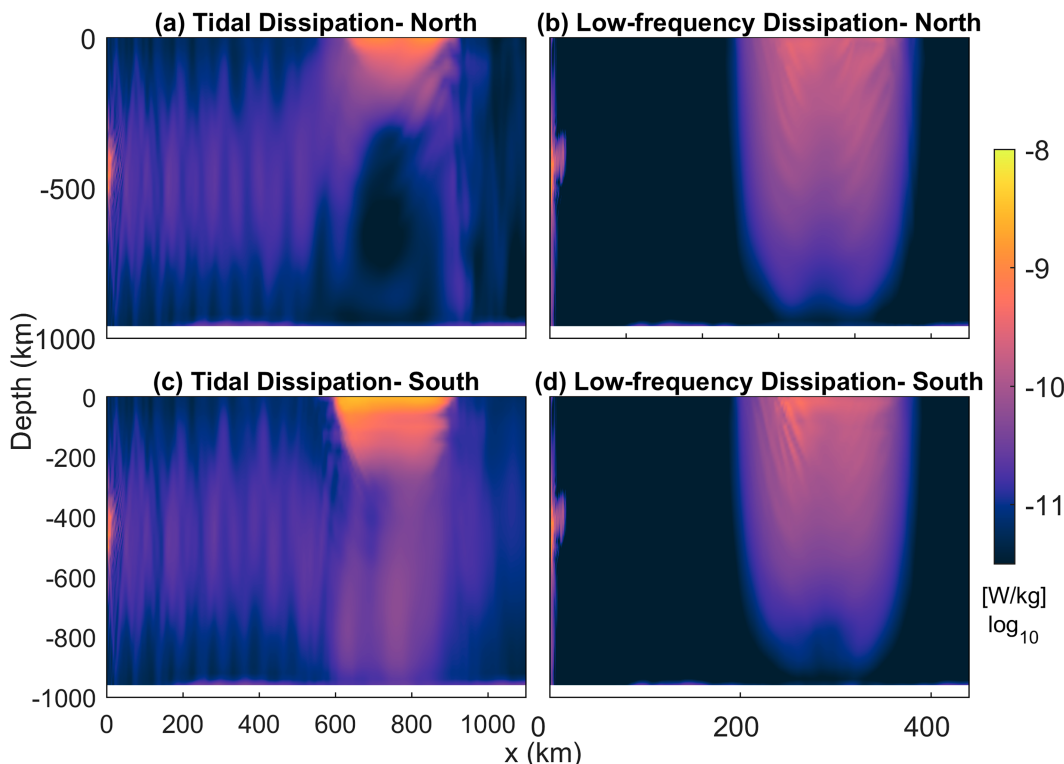 (a) Tidal Dissipation- North
(b) Low-frequency Dissipation- North
0
-500
1000
-8
-9
-10
-11
[W/kg]
log10
Depth (km)
(c) Tidal Dissipation- South
(d) Low-frequency Dissipation- South
0
-200
-400
-600
-800
-1000
0 200 400 600 800 1000
0 200 400
x (km)